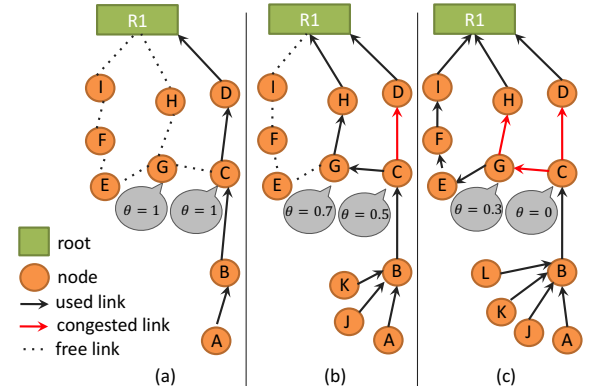 R1
R1
R1
I
H
D
F
E
G
C
θ = 1
θ = 1
B
A
H
D
G
C
θ = 0.7
θ = 0.5
B
K
J
A
I
F
E
H
D
G
C
θ = 0.3
θ = 0
L
B
K
J
A
I
F
E
root
node
used link
congested link
free link
(a)
(b)
(c)